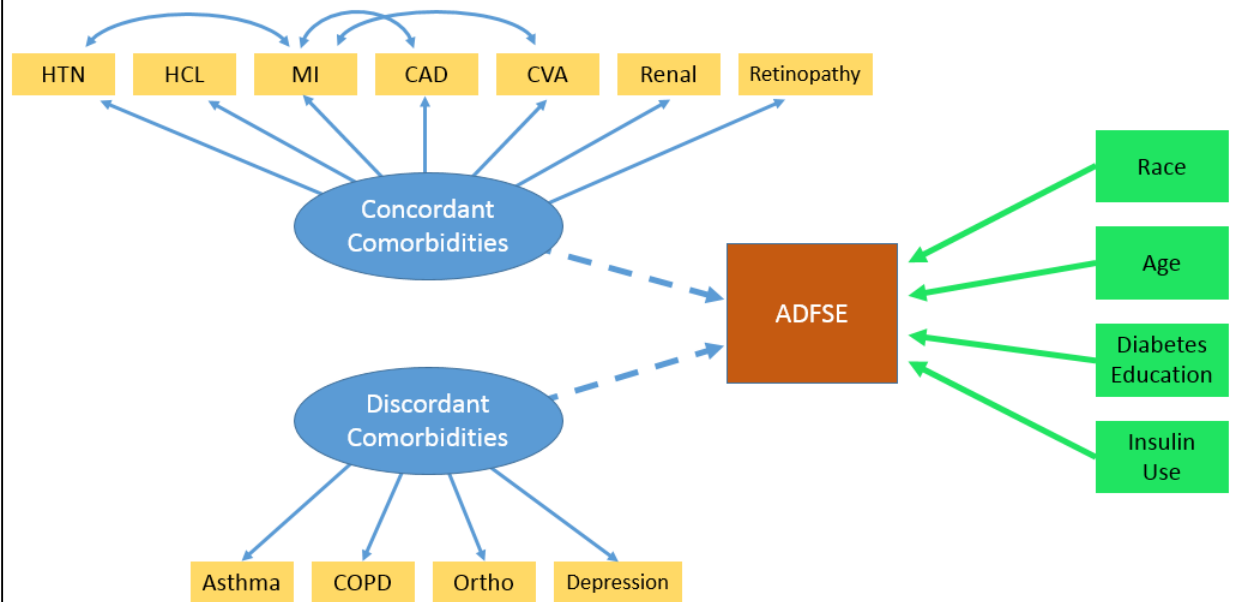 HTN
HCL
MI
CAD
CVA
Renal
Retinopathy
Concordant
Comorbidities
Race
Age
ADFSE
Diabetes
Education
Discordant
Comorbidities
Insulin
Use
Asthma
COPD
Ortho
Depression